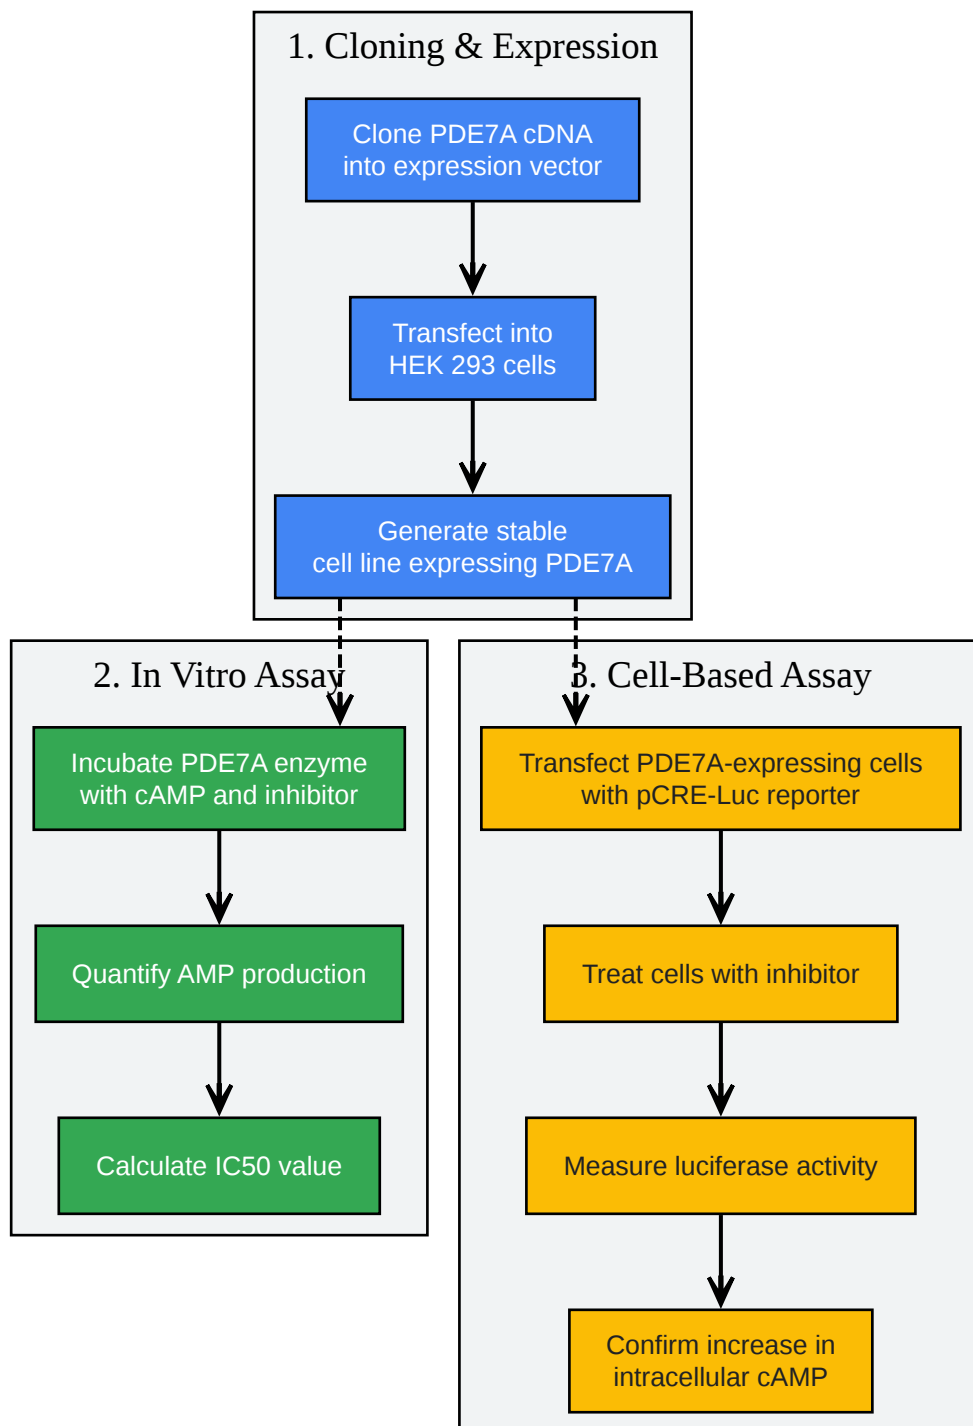 1. Cloning & Expression
Clone PDE7A cDNA
into expression vector
Transfect into
HEK 293 cells
Generate stable
cell line expressing PDE7A
2. In Vitro Assay
Incubate PDE7A enzyme
with cAMP and inhibitor
Quantify AMP production
Calculate IC50 value
3. Cell-Based Assay
Transfect PDE7A-expressing cells
with pCRE-Luc reporter
Treat cells with inhibitor
Measure luciferase activity
Confirm increase in
intracellular cAMP